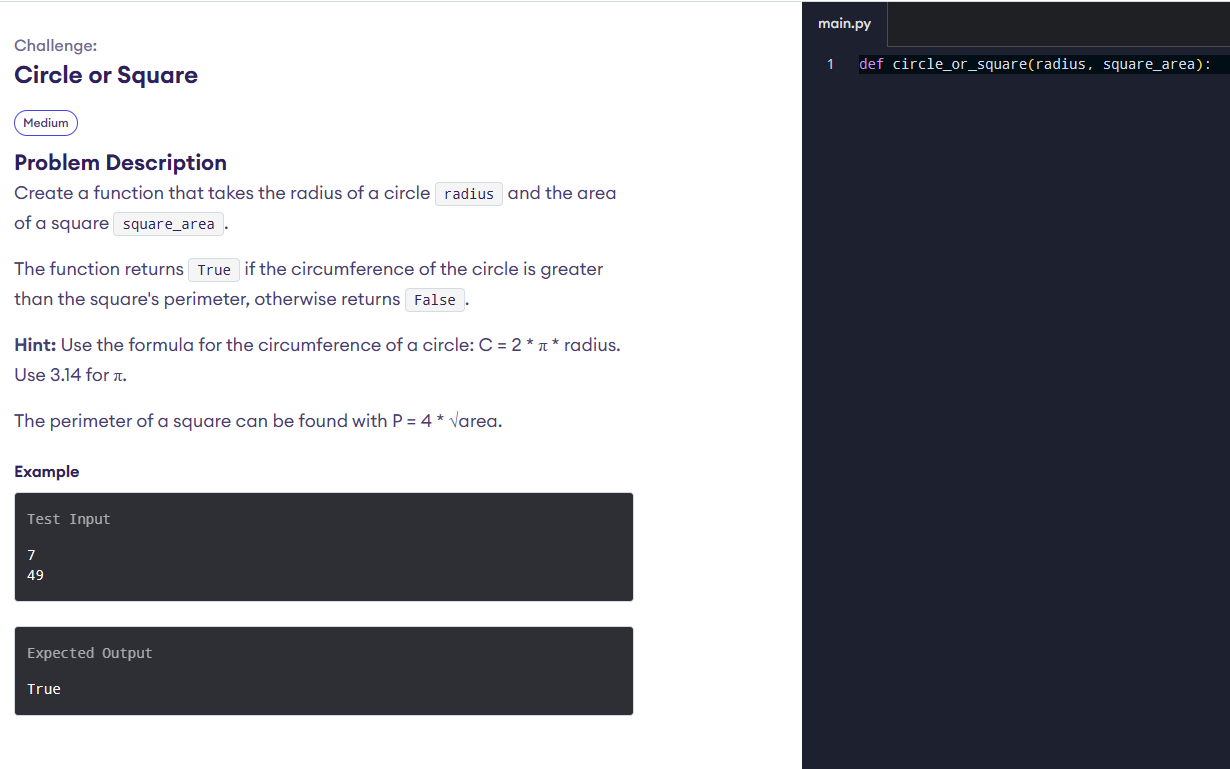 Challenge:
Circle or Square
Medium
Problem Description
Create a function that takes the radius of a circle radius and the area
of a square square_area.
The function returns True if the circumference of the circle is greater
than the square's perimeter, otherwise returns False.
Hint: Use the formula for the circumference of a circle: C = 2 * π * radius.
Use 3.14 for π.
The perimeter of a square can be found with P = 4 * √area.
Example
Test Input
7
49
Expected Output
True
main.py
1 def circle_or_square(radius, square_area):